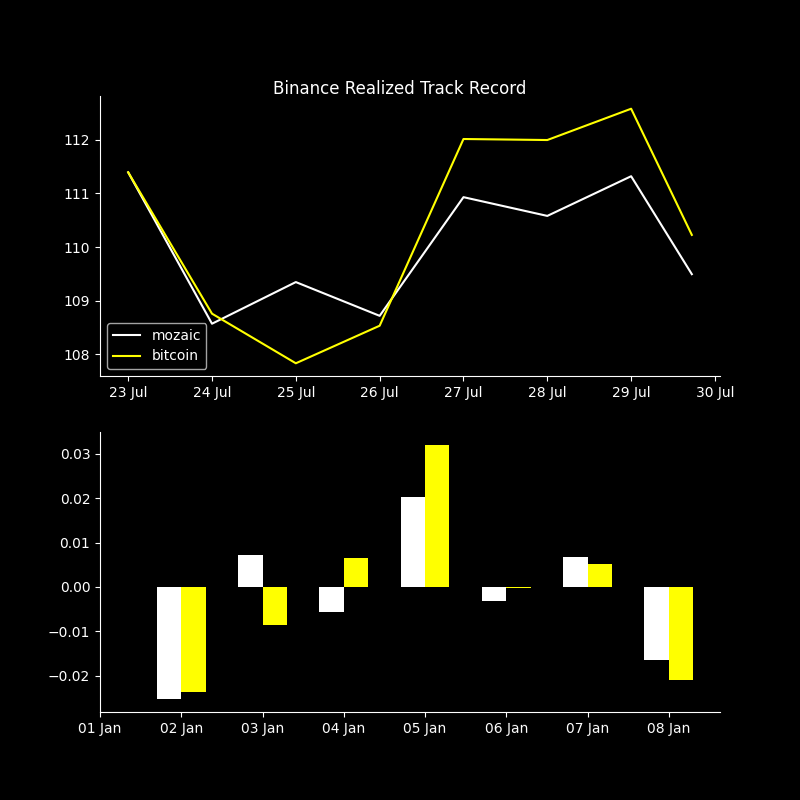 Binance Realized Track Record
112
111
110
109
108
mozaic
bitcoin
23 Jul 24 Jul 25 Jul 26 Jul 27 Jul 28 Jul 29 Jul 30 Jul
0.03
0.02
0.01
0.00
−0.01
−0.02
01 Jan 02 Jan 03 Jan 04 Jan 05 Jan 06 Jan 07 Jan 08 Jan